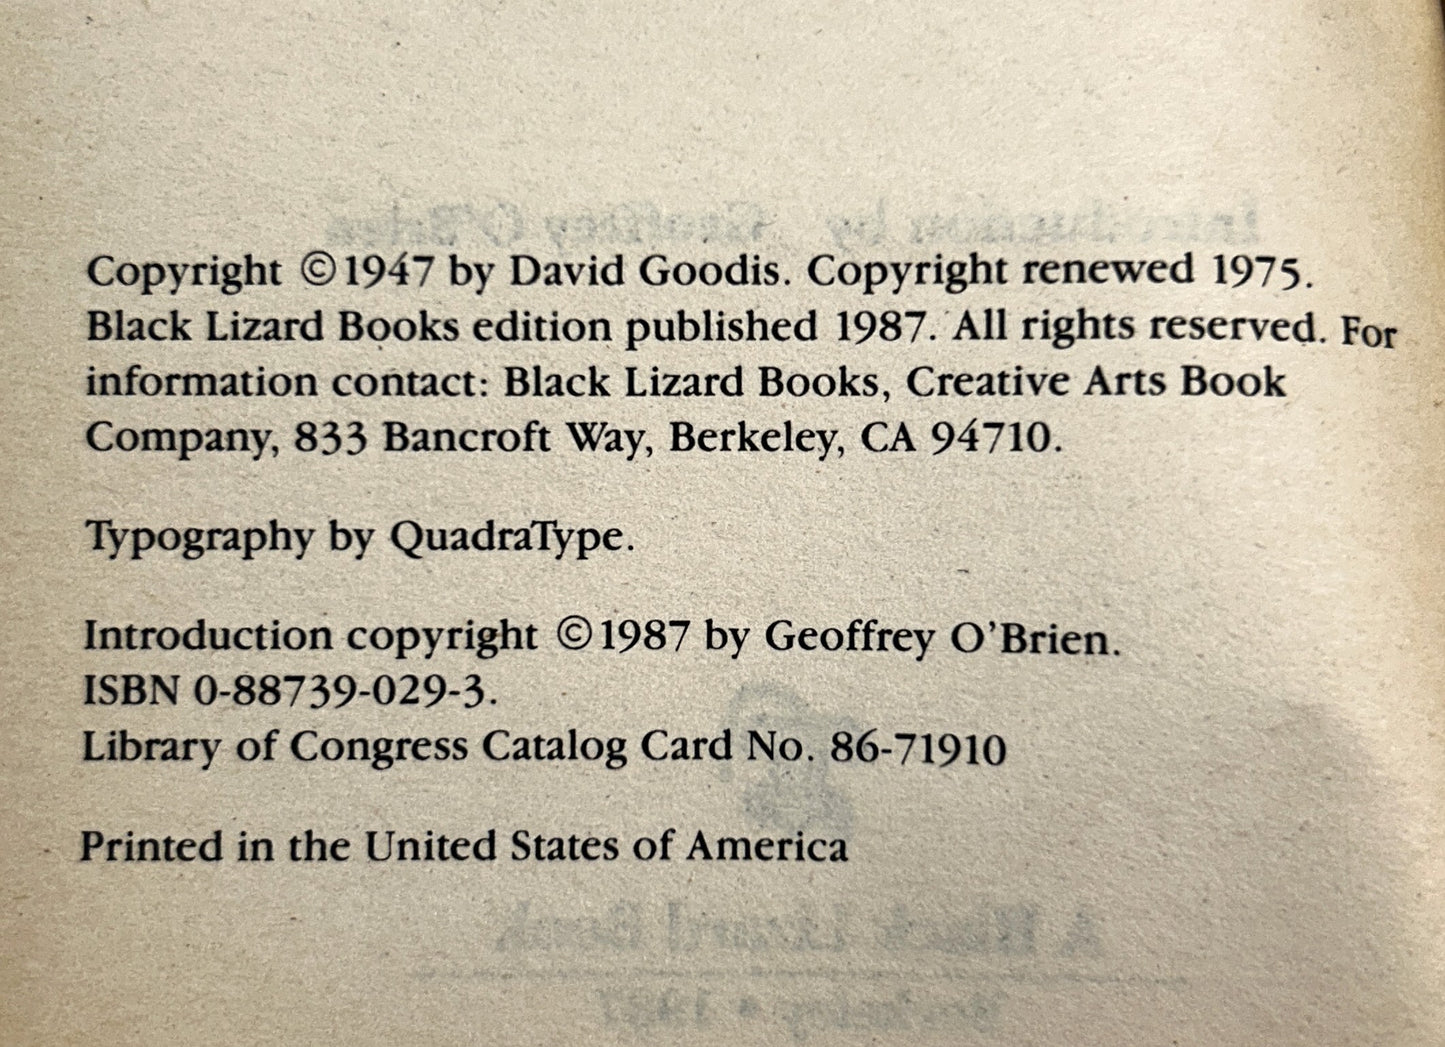 Copyright ©1947 by David Goodis. Copyright renewed 1975.
Black Lizard Books edition published 1987. All rights reserved. For
information contact: Black Lizard Books, Creative Arts Book
Company, 833 Bancroft Way, Berkeley, CA 94710.
Typography by QuadraType.
Introduction copyright ©1987 by Geoffrey O'Brien.
ISBN 0-88739-029-3.
Library of Congress Catalog Card No. 86-71910
Printed in the United States of America